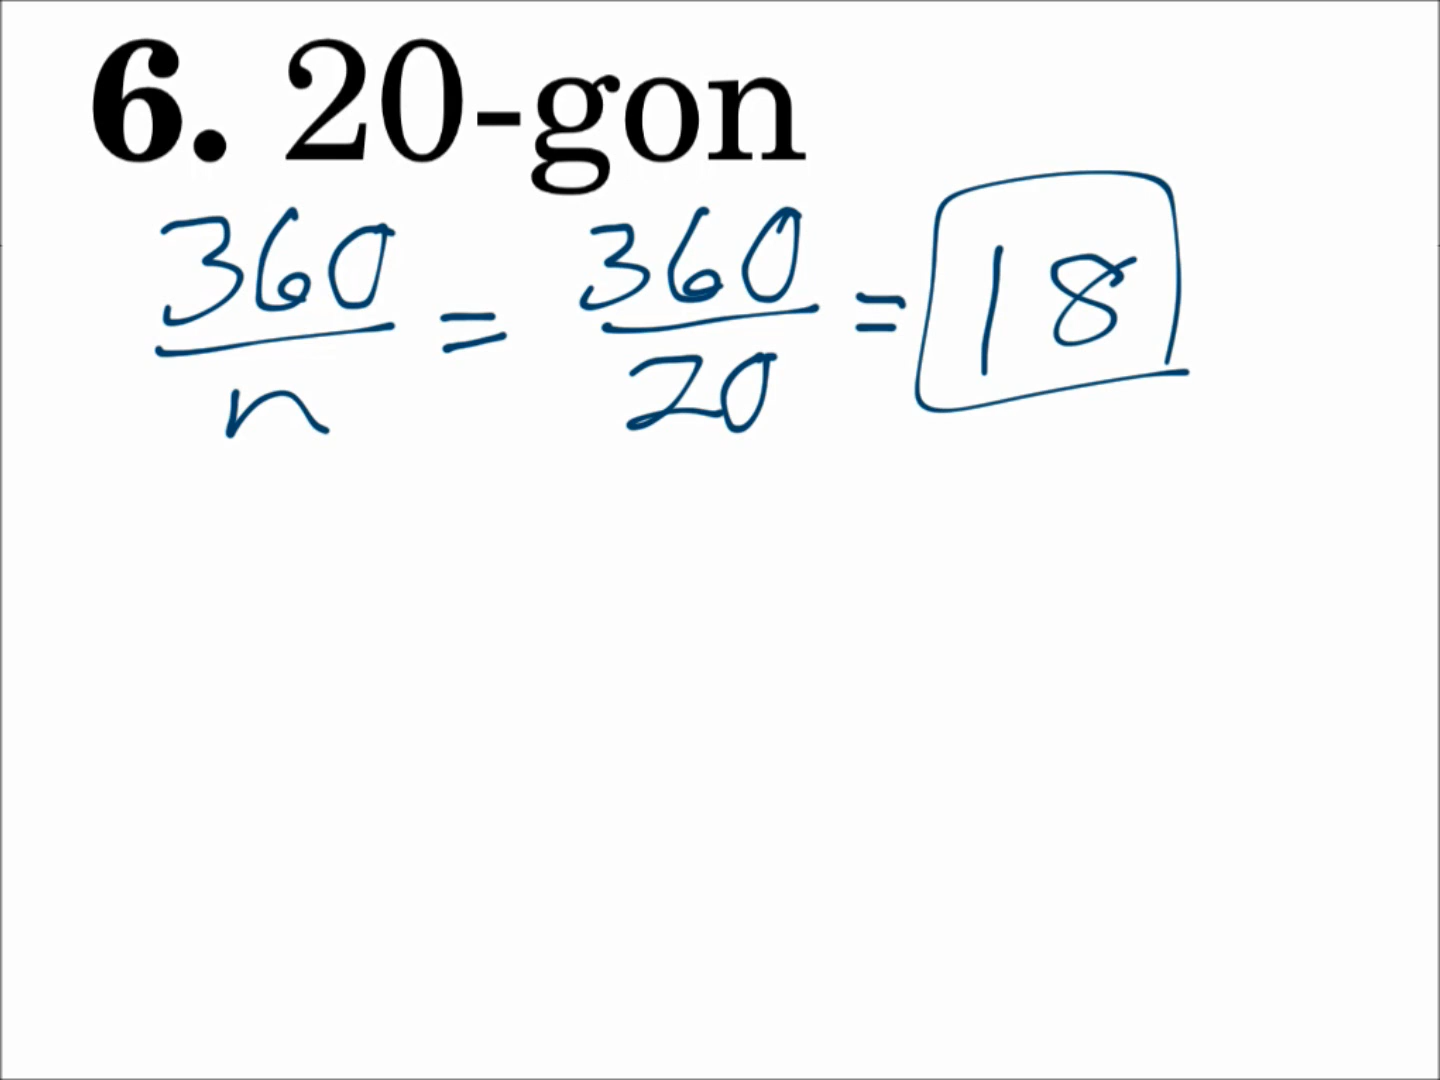 6. 20-gon
360/n = 360/20 = 18